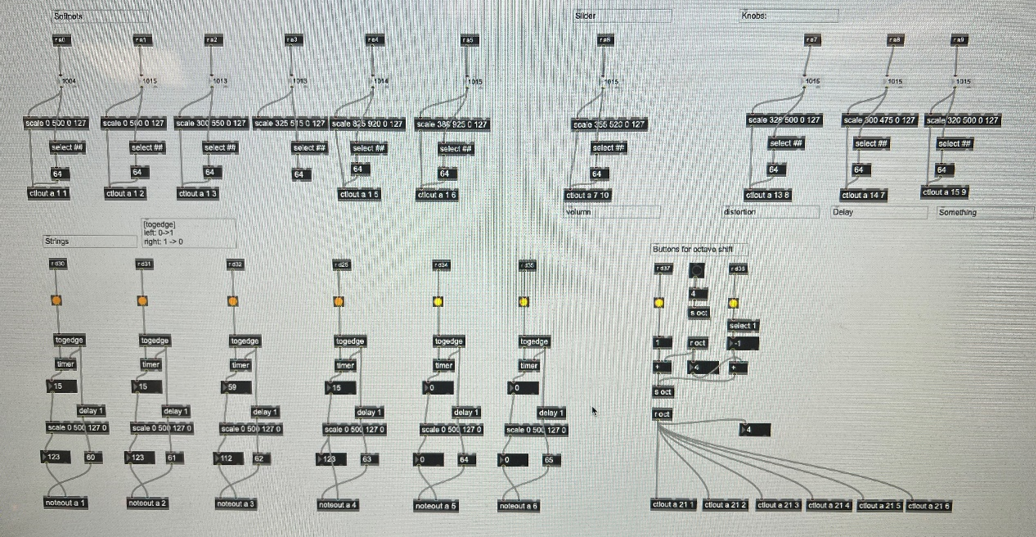 Softpots
Slider
Knobs:
r a0 r a1 r a2 r a3 r a4 r a5 r a6 r a7 r a8 r a9
1004 1015 1013 1015 1014 1015 1015 1016 1015 1015
scale 0 500 0 127 scale 0 500 0 127 scale 300 550 0 127 scale 325 515 0 127 scale 825 920 0 127 scale 386 925 0 127 scale 355 520 0 127 scale 325 500 0 127 scale 300 475 0 127 scale 320 500 0 127
select ## select ## select ## select ## select ## select ## select ## select ## select ## select ##
64 64 64 64 64 64 64 64 64 64
ctlout a 1 1 ctlout a 1 2 ctlout a 1 3 ctlout a 1 5 ctlout a 1 6 ctlout a 7 10 ctlout a 13 8 ctlout a 14 7 ctlout a 15 9
volumn distortion Delay Something
[togedge]
left: 0->1
right: 1 -> 0
Strings
Buttons for octave shift
r d30 r d31 r d32 r d37
4
s oct
select 1
togedge togedge togedge togedge togedge togedge
1 r oct -1
timer timer timer timer timer timer
+ 4 +
15 15 59 15 0 0
s oct
delay 1 delay 1 delay 1 delay 1 delay 1 delay 1
r oct
scale 0 500 127 0 scale 0 500 127 0 scale 0 500 127 0 scale 0 500 127 0 scale 0 500 127 0 scale 0 500 127 0
4
123 60 123 61 112 62 123 63 0 64 0 65
noteout a 1 noteout a 2 noteout a 3 noteout a 4 noteout a 5 noteout a 6
ctlout a 21 1 ctlout a 21 2 ctlout a 21 3 ctlout a 21 4 ctlout a 21 5 ctlout a 21 6